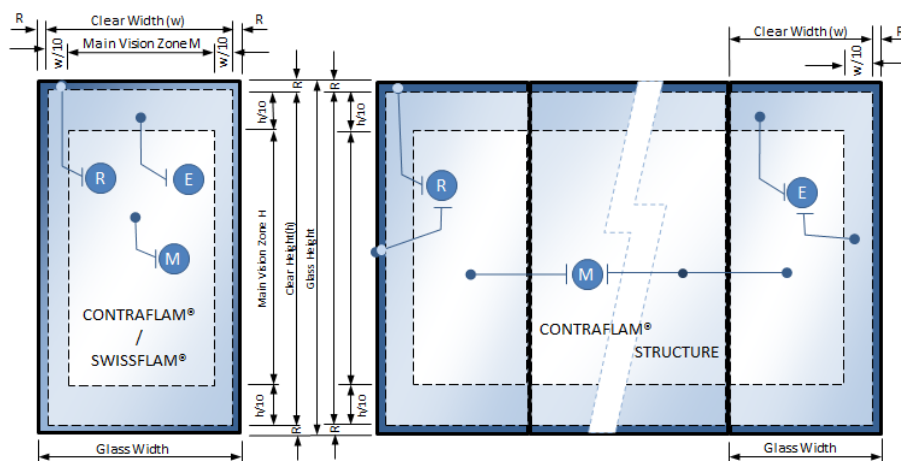 R
Clear Width (w)
w/10
Main Vision Zone M
w/10
R
h/10
Main Vision Zone H
Clear Height(h)
Glass Height
h/10
R
R
E
M
CONTRAFLAM®
/
SWISSFLAM®
Glass Width
Clear Width (w)
R
w/10
R
h/10
h/10
R
R
E
M
CONTRAFLAM®
STRUCTURE
Glass Width